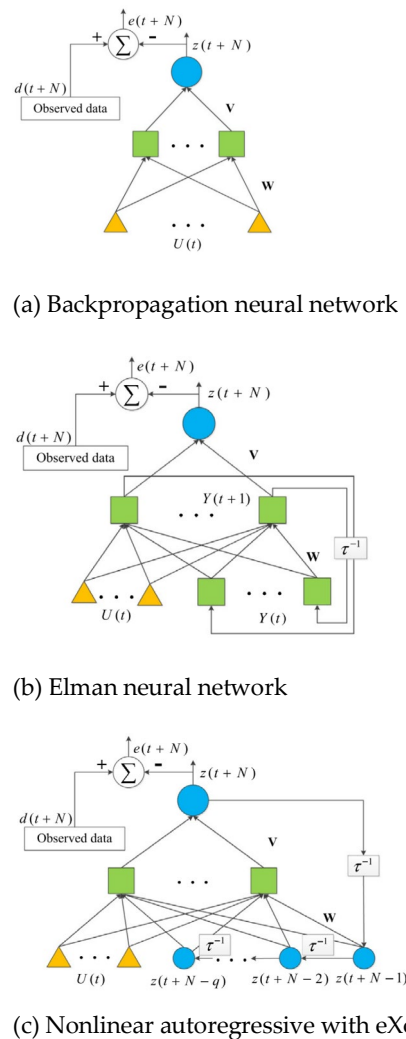 e(t + N)
+ Σ − z(t + N)
d(t + N)
Observed data
V
. . .
W
. . .
U(t)
(a) Backpropagation neural network
e(t + N)
+ Σ − z(t + N)
d(t + N)
Observed data
V
Y(t+1)
. . .
W
τ⁻¹
. . . . . .
U(t) Y(t)
(b) Elman neural network
e(t + N)
+ Σ − z(t + N)
d(t + N)
Observed data
V
τ⁻¹
. . .
W
τ⁻¹ τ⁻¹
. . . . . .
U(t) z(t + N − q) z(t + N − 2) z(t + N − 1)
(c) Nonlinear autoregressive with eX